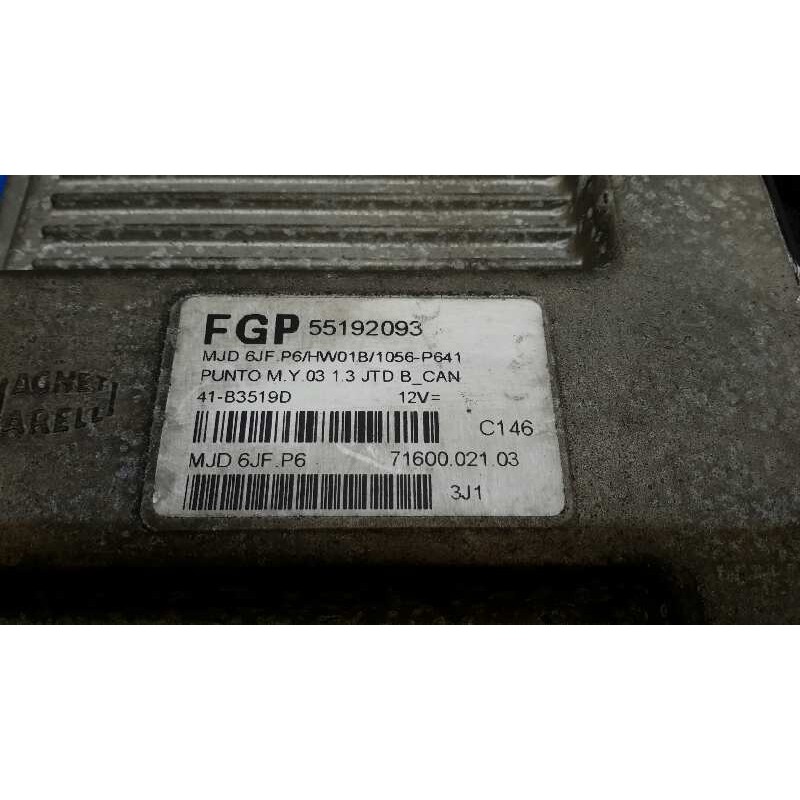 FGP 55192093
MJD 6JF.P6/HW01B/1056-P641
PUNTO M.Y.03 1.3 JTD B_CAN
41-B3519D 12V=
C146
MJD 6JF.P6 71600.021.03
3J1